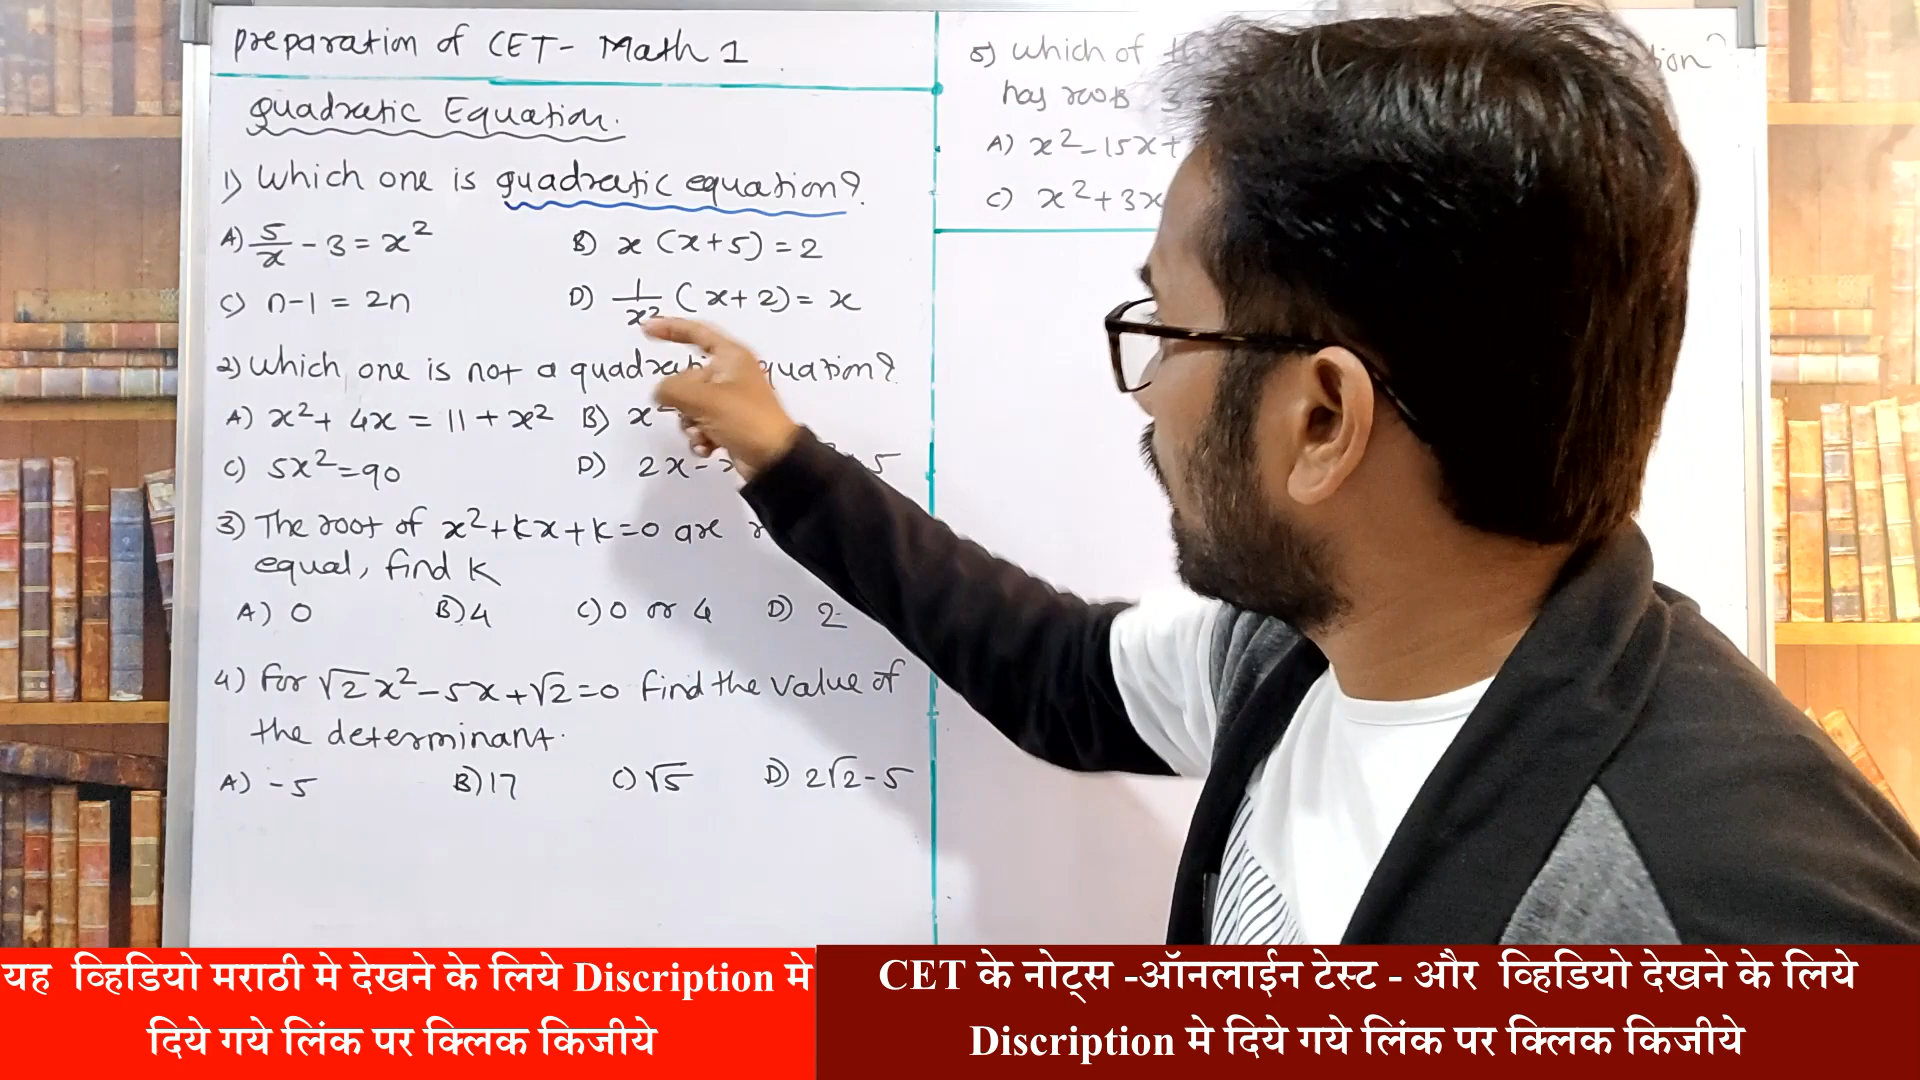 preparation of CET- Math 1
quadratic Equation.
1) Which one is quadratic equation?
A) 5/x - 3 = x² B) x (x+5) = 2
C) n-1 = 2n D) 1/x² (x+2) = x
2) Which one is not a equation?
A) x²+ 4x = 11 + x² B) x²
C) 5x²=90 D) 2x- 5
3) The root of x²+kx+k=0 are
equal, find k
A) 0 B) 4 C) 0 or 4 D) 2
4) For √2x²-5x+√2=0 find the value of
the determinant.
A) -5 B) 17 C) √5 D) 2√2-5
5) which of
has roots 3
A) x²-15x+
C) x²+3x
यह व्हिडियो मराठी मे देखने के लिये Discription मे
दिये गये लिंक पर क्लिक किजीये
CET के नोट्स -ऑनलाईन टेस्ट - और व्हिडियो देखने के लिये
Discription मे दिये गये लिंक पर क्लिक किजीये